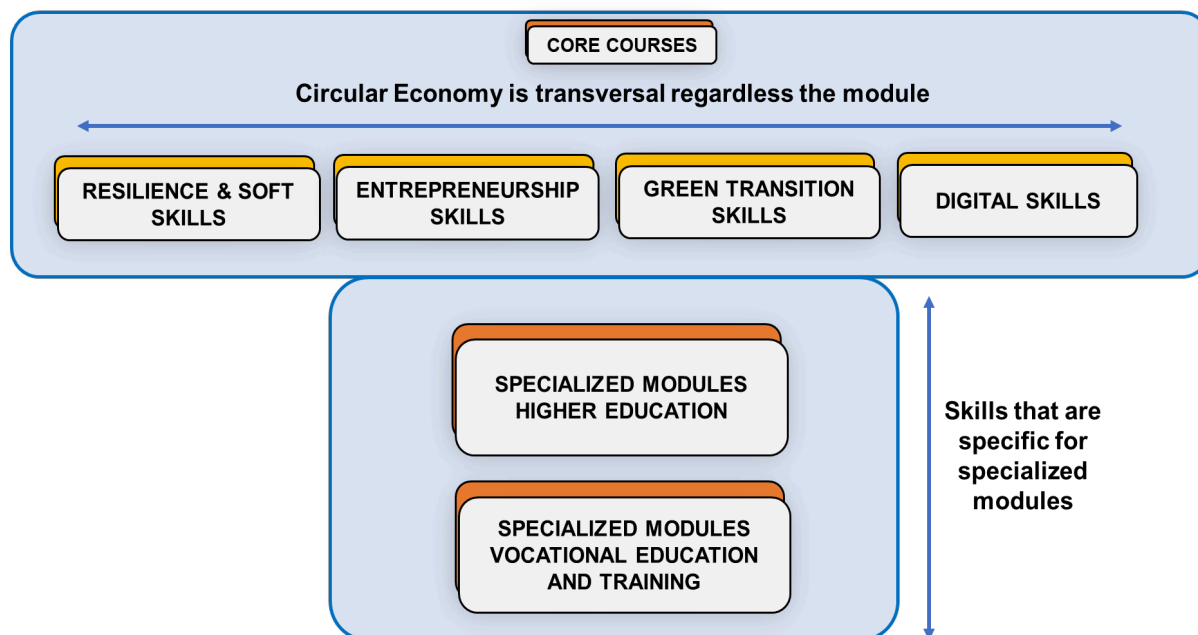 CORE COURSES
Circular Economy is transversal regardless the module
RESILIENCE & SOFT
SKILLS
ENTREPRENEURSHIP
SKILLS
GREEN TRANSITION
SKILLS
DIGITAL SKILLS
SPECIALIZED MODULES
HIGHER EDUCATION
SPECIALIZED MODULES
VOCATIONAL EDUCATION
AND TRAINING
Skills that are
specific for
specialized
modules